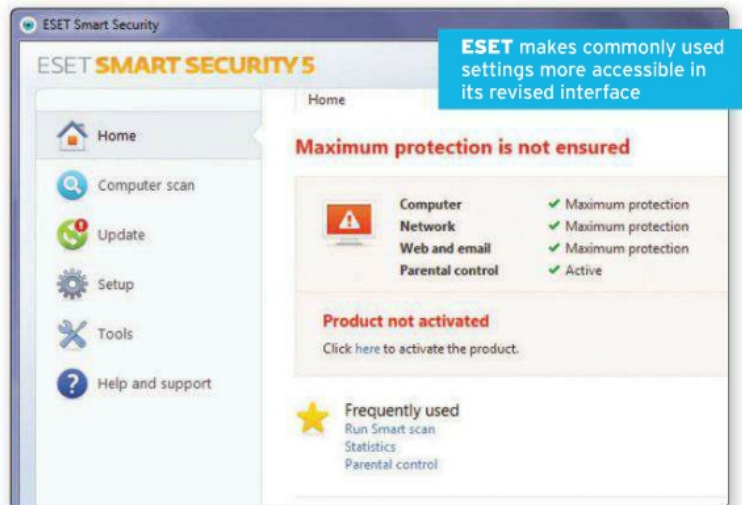 ESET Smart Security
ESET SMART SECURITY 5
ESET makes commonly used
settings more accessible in
its revised interface
Home
Computer scan
Update
Setup
Tools
Help and support
Home
Maximum protection is not ensured
Computer ✔ Maximum protection
Network ✔ Maximum protection
Web and email ✔ Maximum protection
Parental control ✔ Active
Product not activated
Click here to activate the product.
Frequently used
Run Smart scan
Statistics
Parental control